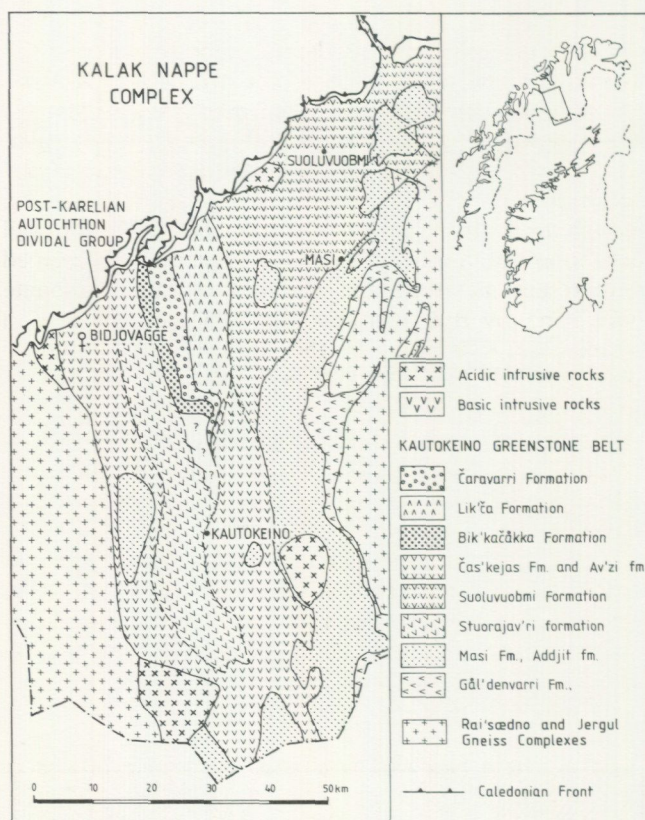 KALAK NAPPE
COMPLEX
SUOLUVUOBMI
POST-KARELIAN
AUTOCHTHON
DIVIDAL GROUP
MASI
BIDJOVAGGE
?
?
?
KAUTOKEINO
0 10 20 30 50 km
Acidic intrusive rocks
Basic intrusive rocks
KAUTOKEINO GREENSTONE BELT
Čaravarri Formation
Lik'ča Formation
Bik'kačåkka Formation
Čas'kejas Fm. and Av'zi fm
Suoluvuobmi Formation
Stuorajav'ri formation
Masi Fm., Addjit fm.
Gål'denvarri Fm.,
Rai'sædno and Jergul
Gneiss Complexes
Caledonian Front